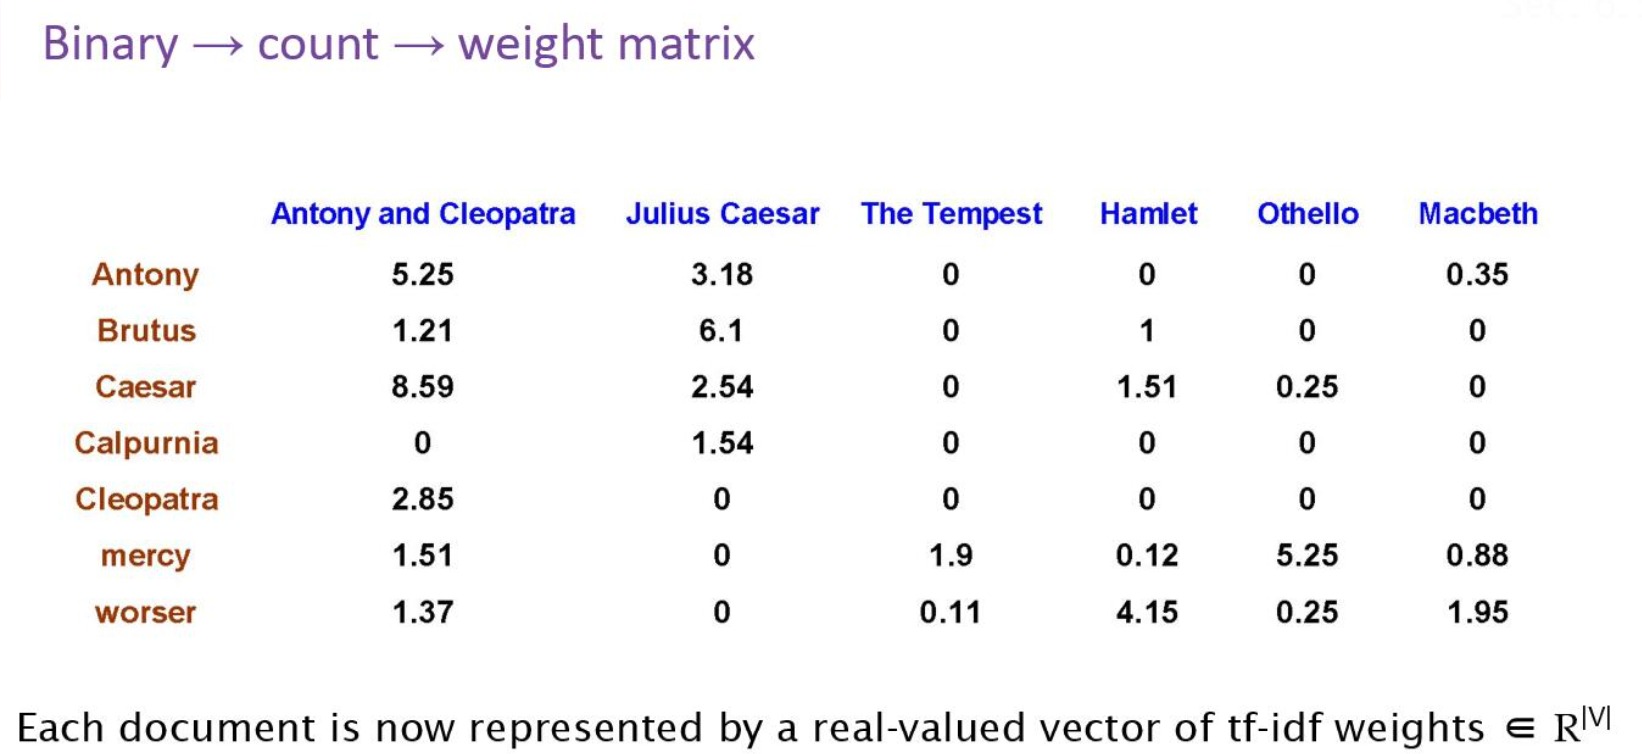 Binary → count → weight matrix
Antony and Cleopatra Julius Caesar The Tempest Hamlet Othello Macbeth
Antony 5.25 3.18 0 0 0 0.35
Brutus 1.21 6.1 0 1 0 0
Caesar 8.59 2.54 0 1.51 0.25 0
Calpurnia 0 1.54 0 0 0 0
Cleopatra 2.85 0 0 0 0 0
mercy 1.51 0 1.9 0.12 5.25 0.88
worser 1.37 0 0.11 4.15 0.25 1.95
Each document is now represented by a real-valued vector of tf-idf weights ∈ R|V|